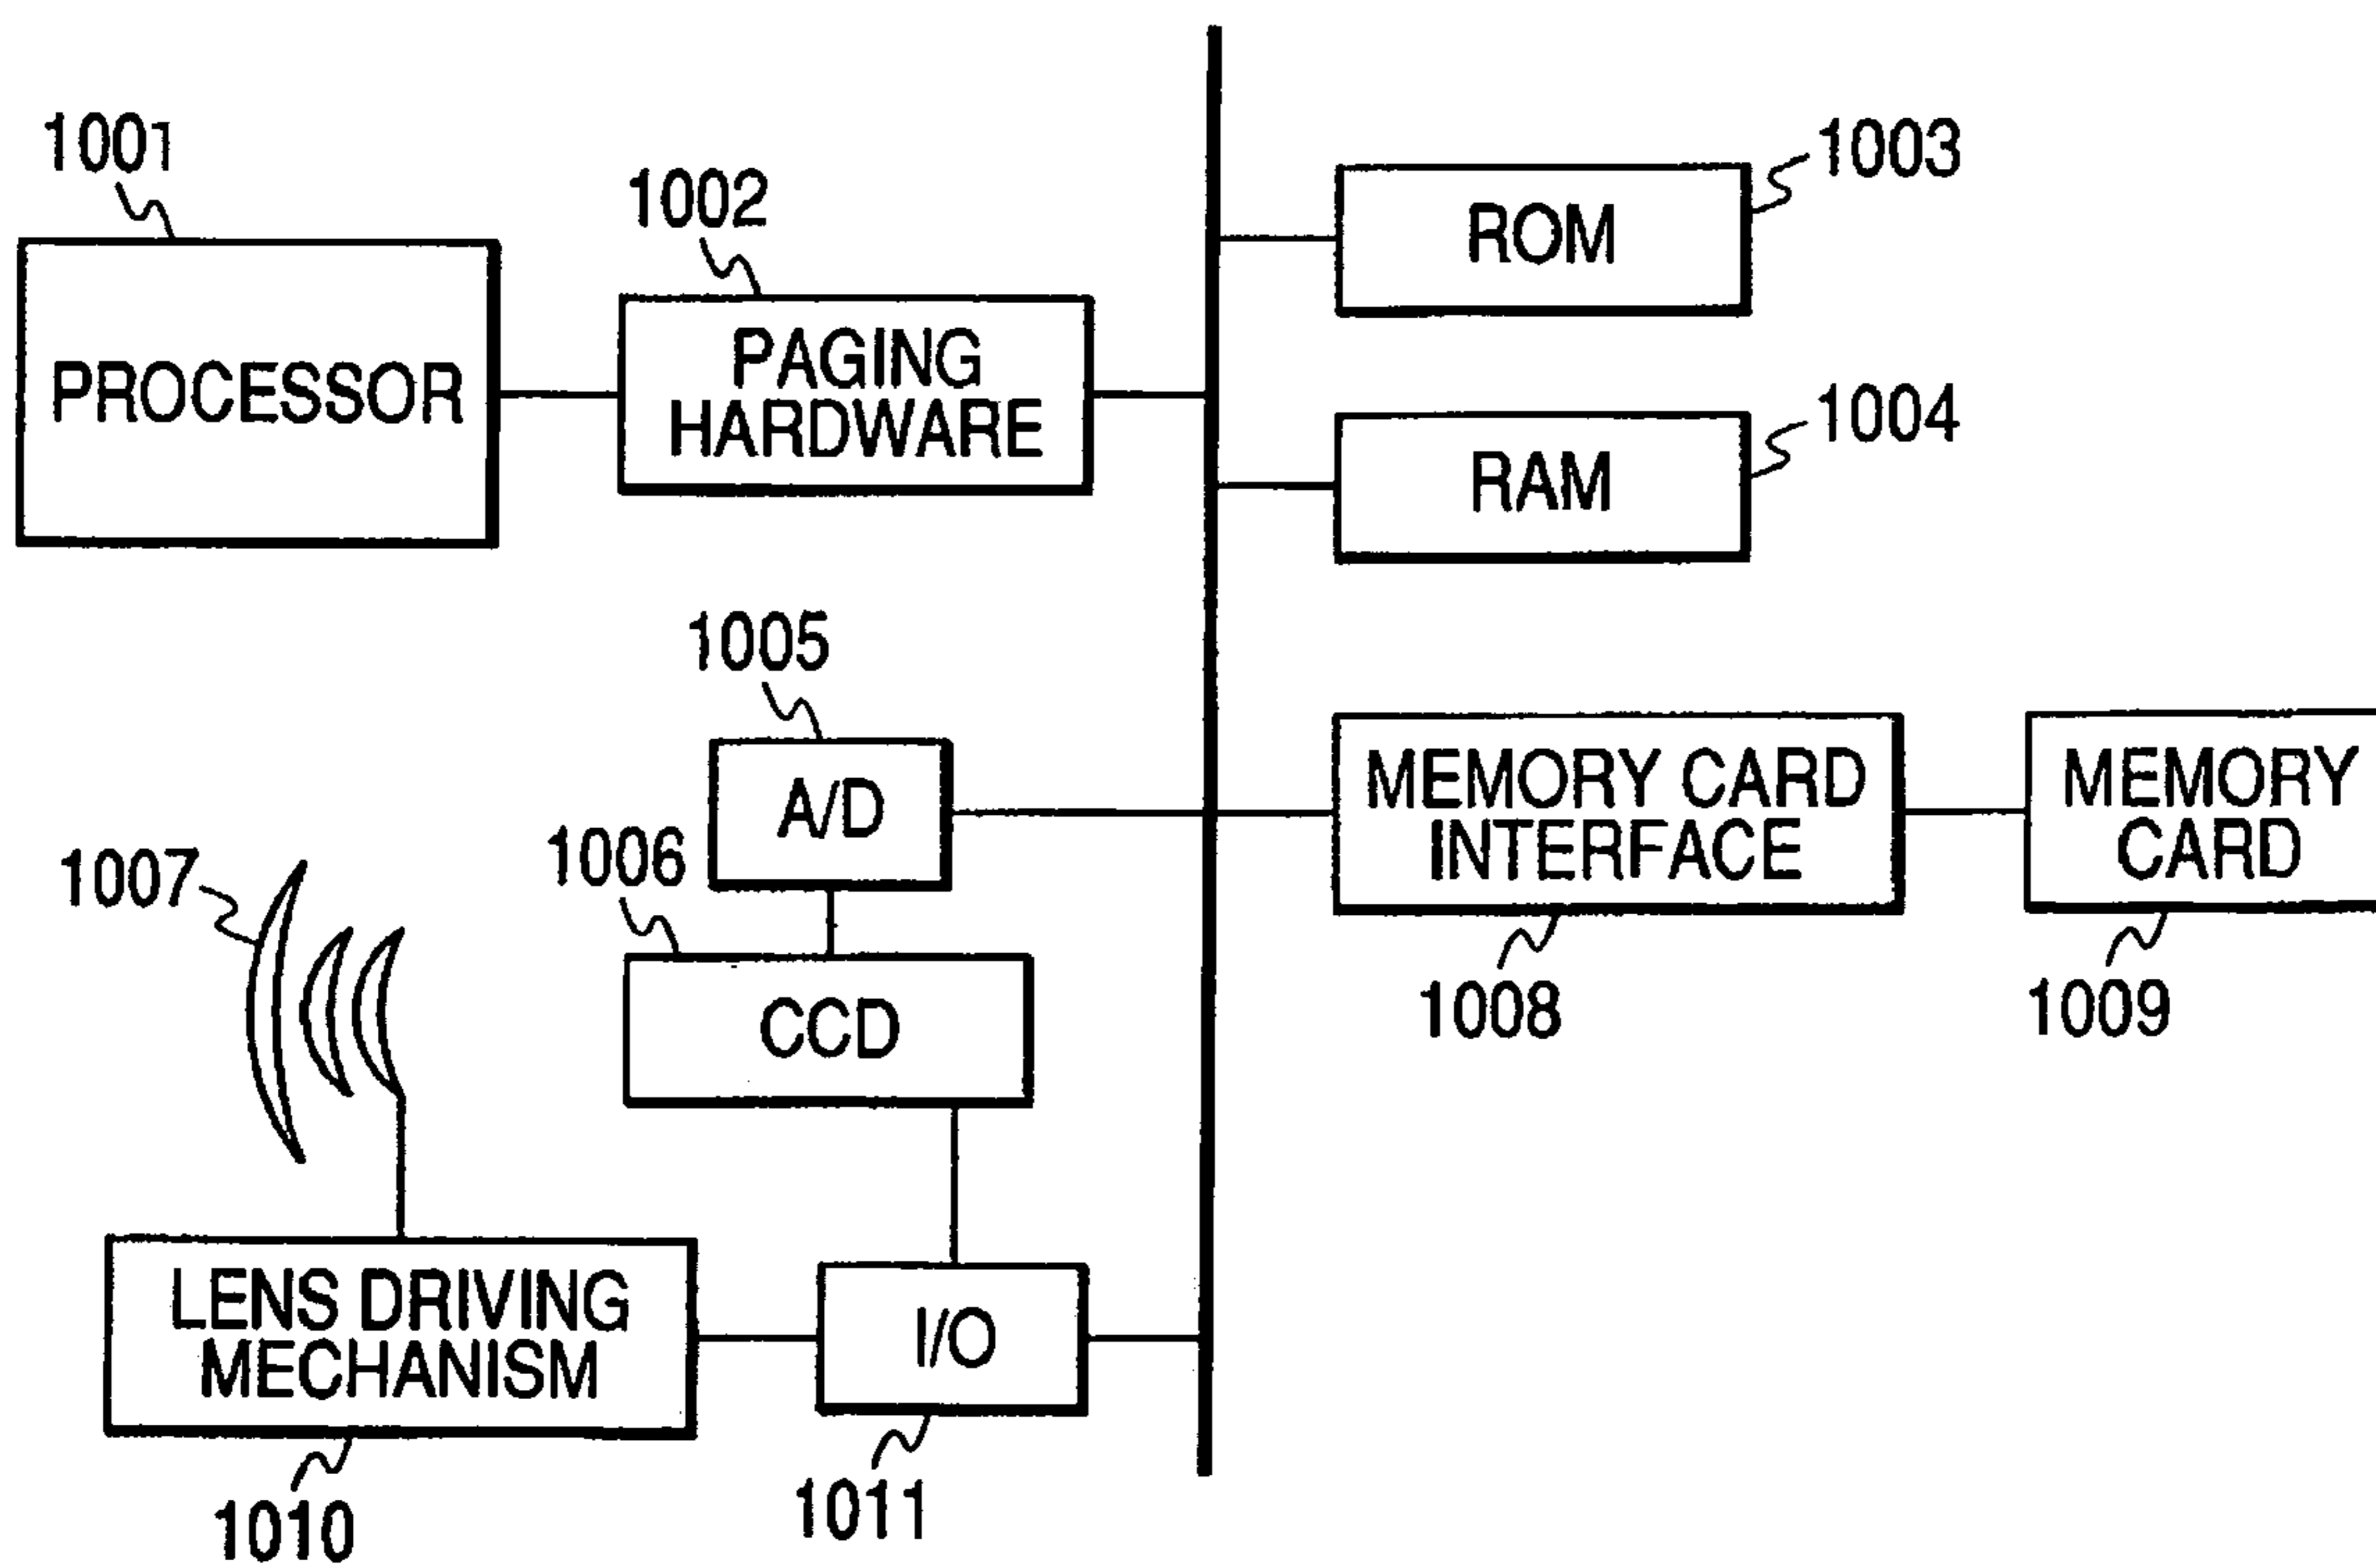 1001
PROCESSOR
1002
PAGING
HARDWARE
1003
ROM
1004
RAM
1005
A/D
1006
CCD
1007
MEMORY CARD
INTERFACE
1008
MEMORY
CARD
1009
LENS DRIVING
MECHANISM
1010
I/O
1011